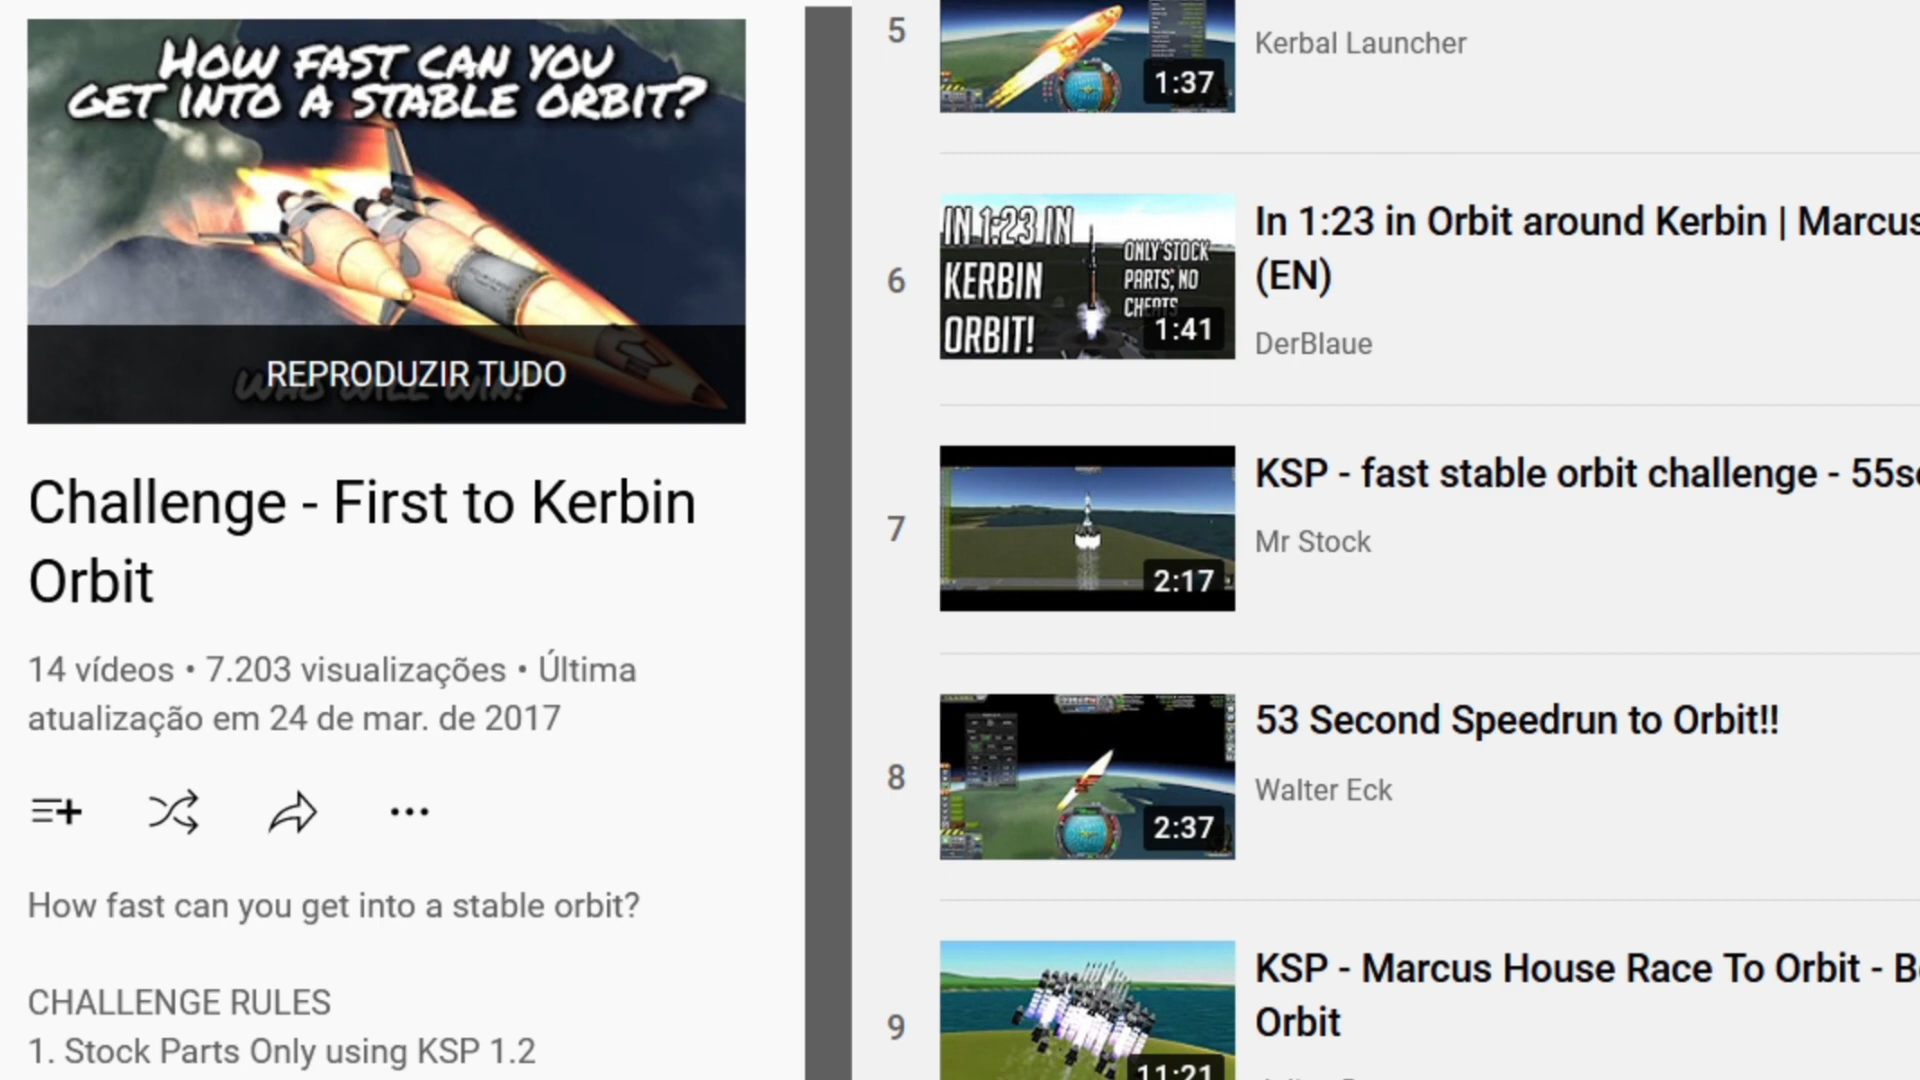 HOW FAST CAN YOU
GET INTO A STABLE ORBIT?
REPRODUZIR TUDO
Challenge - First to Kerbin
Orbit
14 vídeos • 7.203 visualizações • Última
atualização em 24 de mar. de 2017
How fast can you get into a stable orbit?
CHALLENGE RULES
1. Stock Parts Only using KSP 1.2
5
1:37
Kerbal Launcher
6
IN 1:23 IN
KERBIN
ORBIT!
ONLY STOCK
PARTS, NO
CHEATS
1:41
In 1:23 in Orbit around Kerbin | Marcus
(EN)
DerBlaue
7
2:17
KSP - fast stable orbit challenge - 55s
Mr Stock
8
2:37
53 Second Speedrun to Orbit!!
Walter Eck
9
11:21
KSP - Marcus House Race To Orbit - B
Orbit